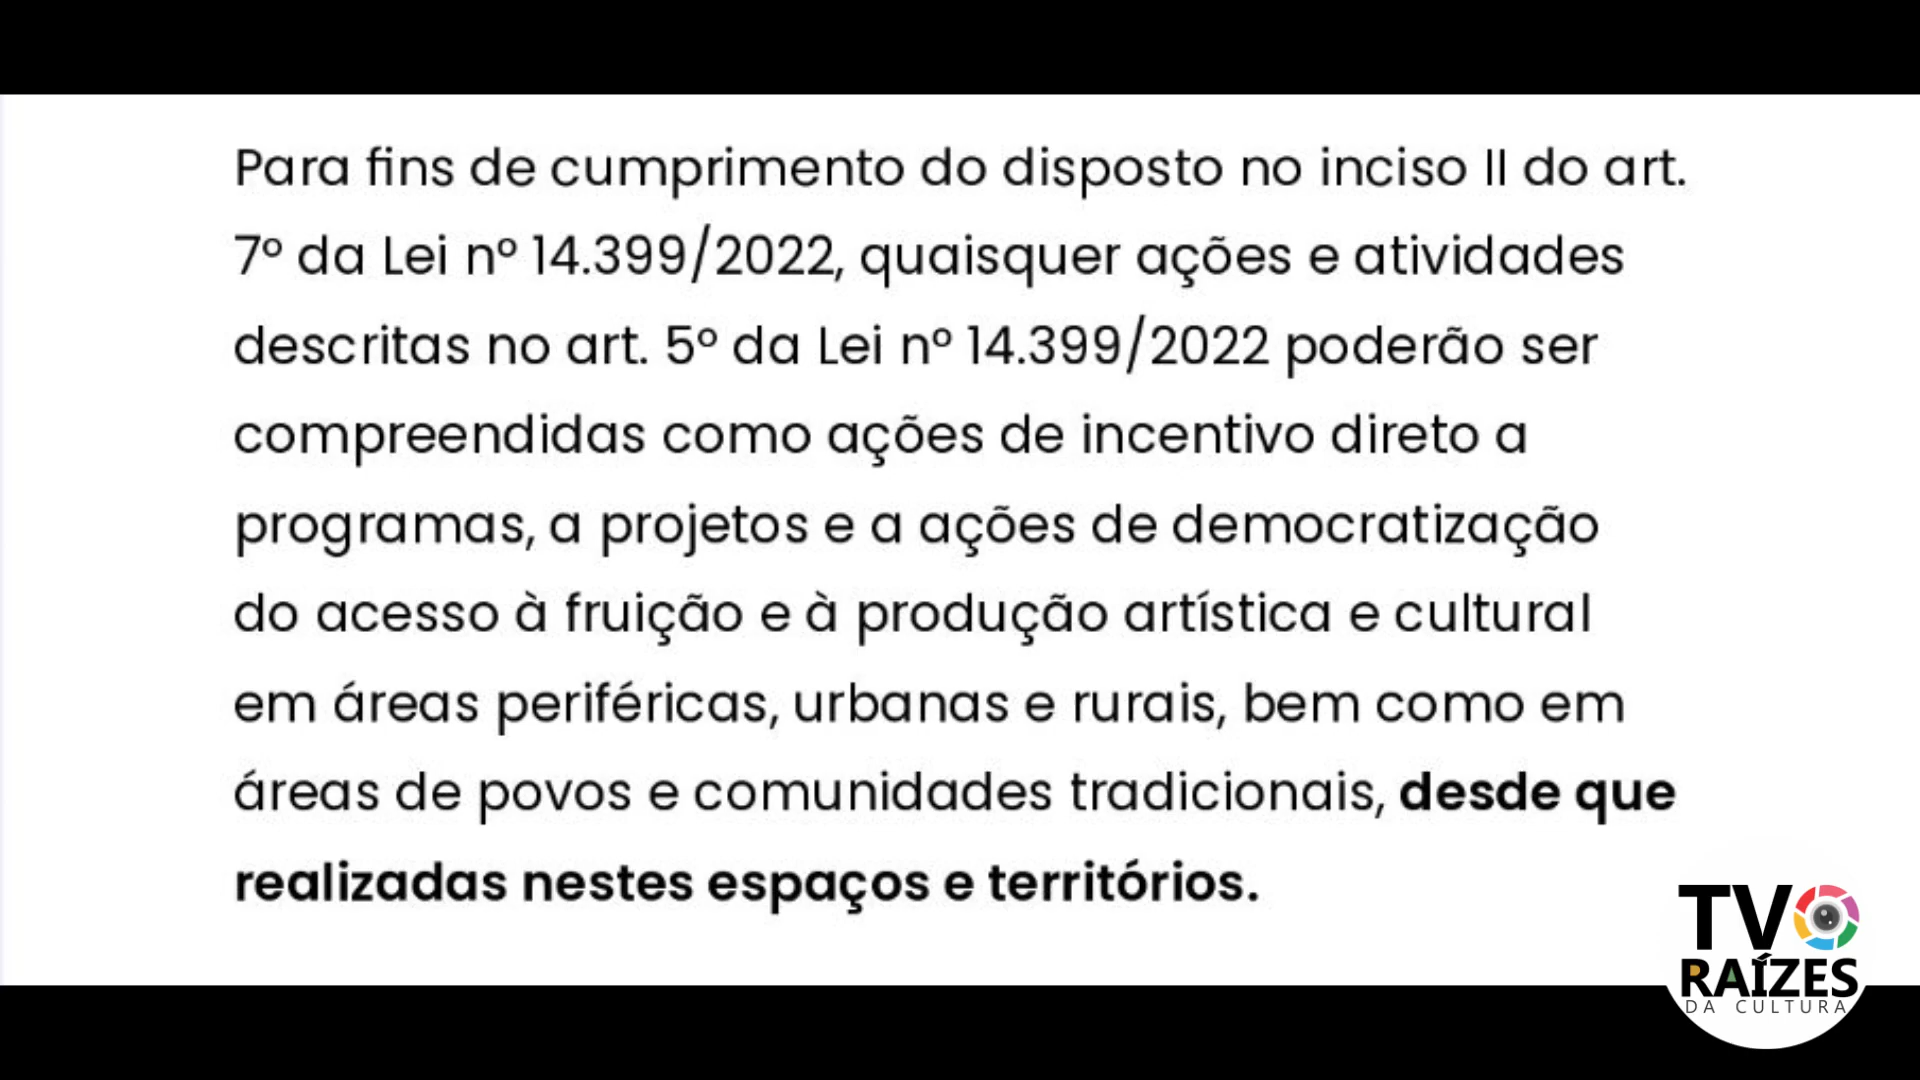 Para fins de cumprimento do disposto no inciso II do art.
7º da Lei nº 14.399/2022, quaisquer ações e atividades
descritas no art. 5º da Lei nº 14.399/2022 poderão ser
compreendidas como ações de incentivo direto a
programas, a projetos e a ações de democratização
do acesso à fruição e à produção artística e cultural
em áreas periféricas, urbanas e rurais, bem como em
áreas de povos e comunidades tradicionais, desde que
realizadas nestes espaços e territórios.
TV
RAÍZES
DA CULTURA